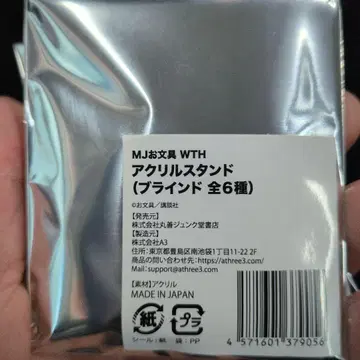 MJお文具 WTH
アクリルスタンド
（ブラインド 全6種）
©お文具／講談社
【発売元】
株式会社丸善ジュンク堂書店
【製造元】
株式会社A3
住所：東京都豊島区南池袋1丁目11-22 2F
商品の問い合わせ先：https://athree3.com/
Mail：support@athree3.com
【素材】アクリル
MADE IN JAPAN
紙 プラ
シール：紙 袋：PP
4 571601 379056